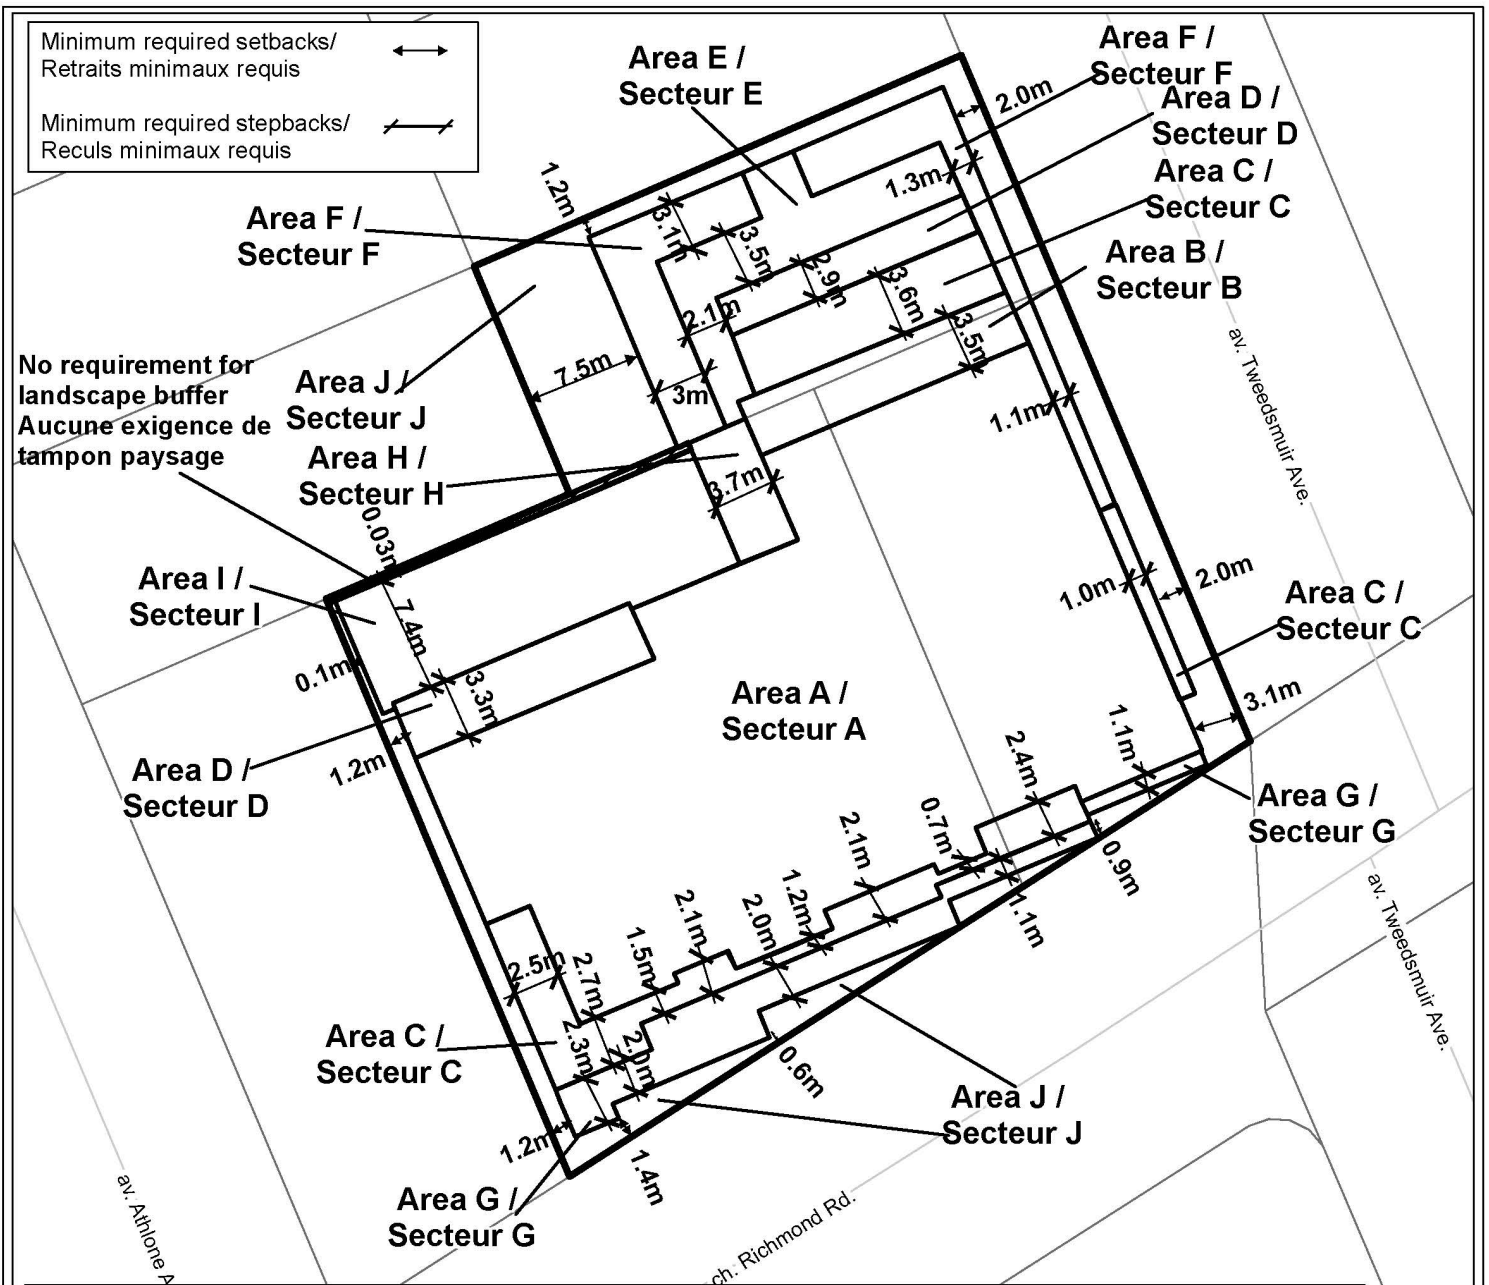 Minimum required setbacks/
Retraits minimaux requis
Minimum required stepbacks/
Reculs minimaux requis
Area E /
Secteur E
Area F /
Secteur F
2.0m
Area D /
Secteur D
1.2m
1.3m
Area C /
Secteur C
Area F /
Secteur F
3.1m
3.5m
2.9m
3.6m
Area B /
Secteur B
2.1m
3.5m
av. Tweedsmuir Ave.
No requirement for
landscape buffer
Aucune exigence de
tampon paysage
Area J /
Secteur J
7.5m
3m
1.1m
Area H /
Secteur H
3.7m
0.03m
Area I /
Secteur I
7.4m
1.0m
2.0m
Area C /
Secteur C
0.1m
3.3m
Area A /
Secteur A
3.1m
1.2m
Area D /
Secteur D
1.1m
2.4m
Area G /
Secteur G
0.7m
2.1m
0.9m
av. Tweedsmuir Ave.
1.2m
2.0m
2.1m
1.5m
1.1m
2.5m
2.7m
Area C /
Secteur C
2.3m
2.0m
0.6m
Area J /
Secteur J
1.2m
1.4m
Area G /
Secteur G
av. Athlone A
ch. Richmond Rd.